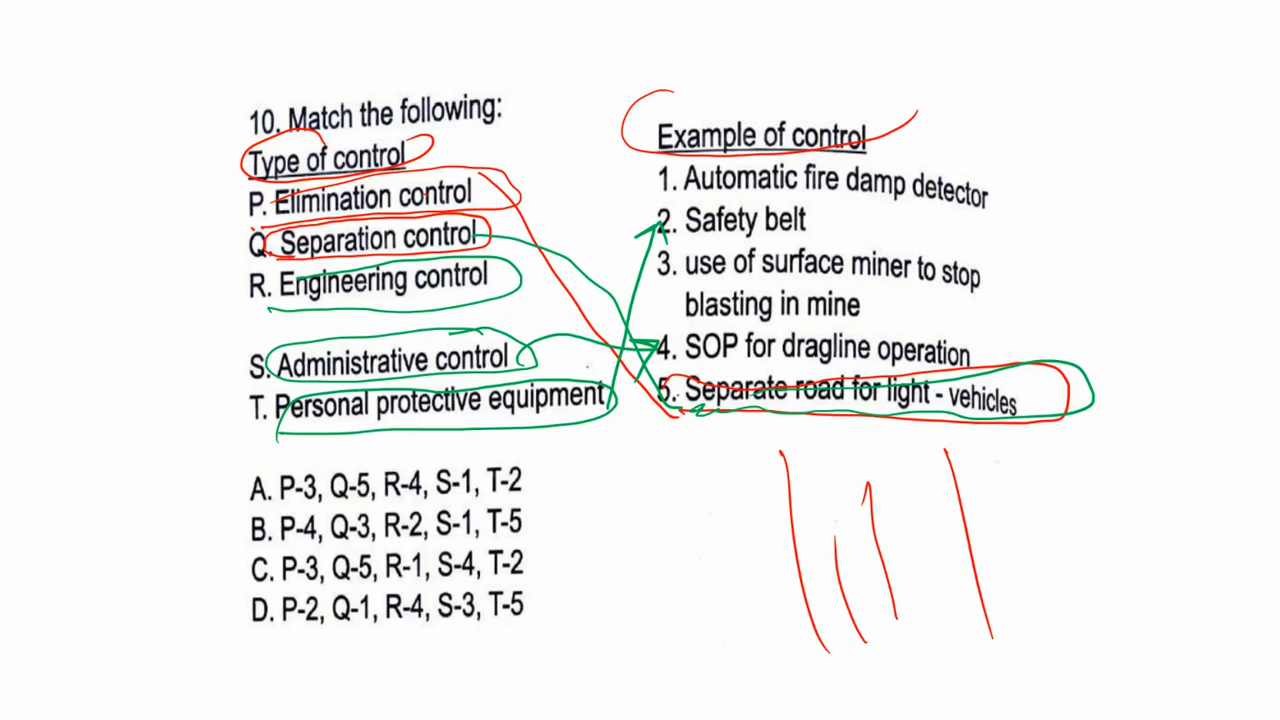 10. Match the following:
Type of control
P. Elimination control
Q. Separation control
R. Engineering control
S. Administrative control
T. Personal protective equipment
Example of control
1. Automatic fire damp detector
2. Safety belt
3. use of surface miner to stop
blasting in mine
4. SOP for dragline operation
5. Separate road for light - vehicles
A. P-3, Q-5, R-4, S-1, T-2
B. P-4, Q-3, R-2, S-1, T-5
C. P-3, Q-5, R-1, S-4, T-2
D. P-2, Q-1, R-4, S-3, T-5